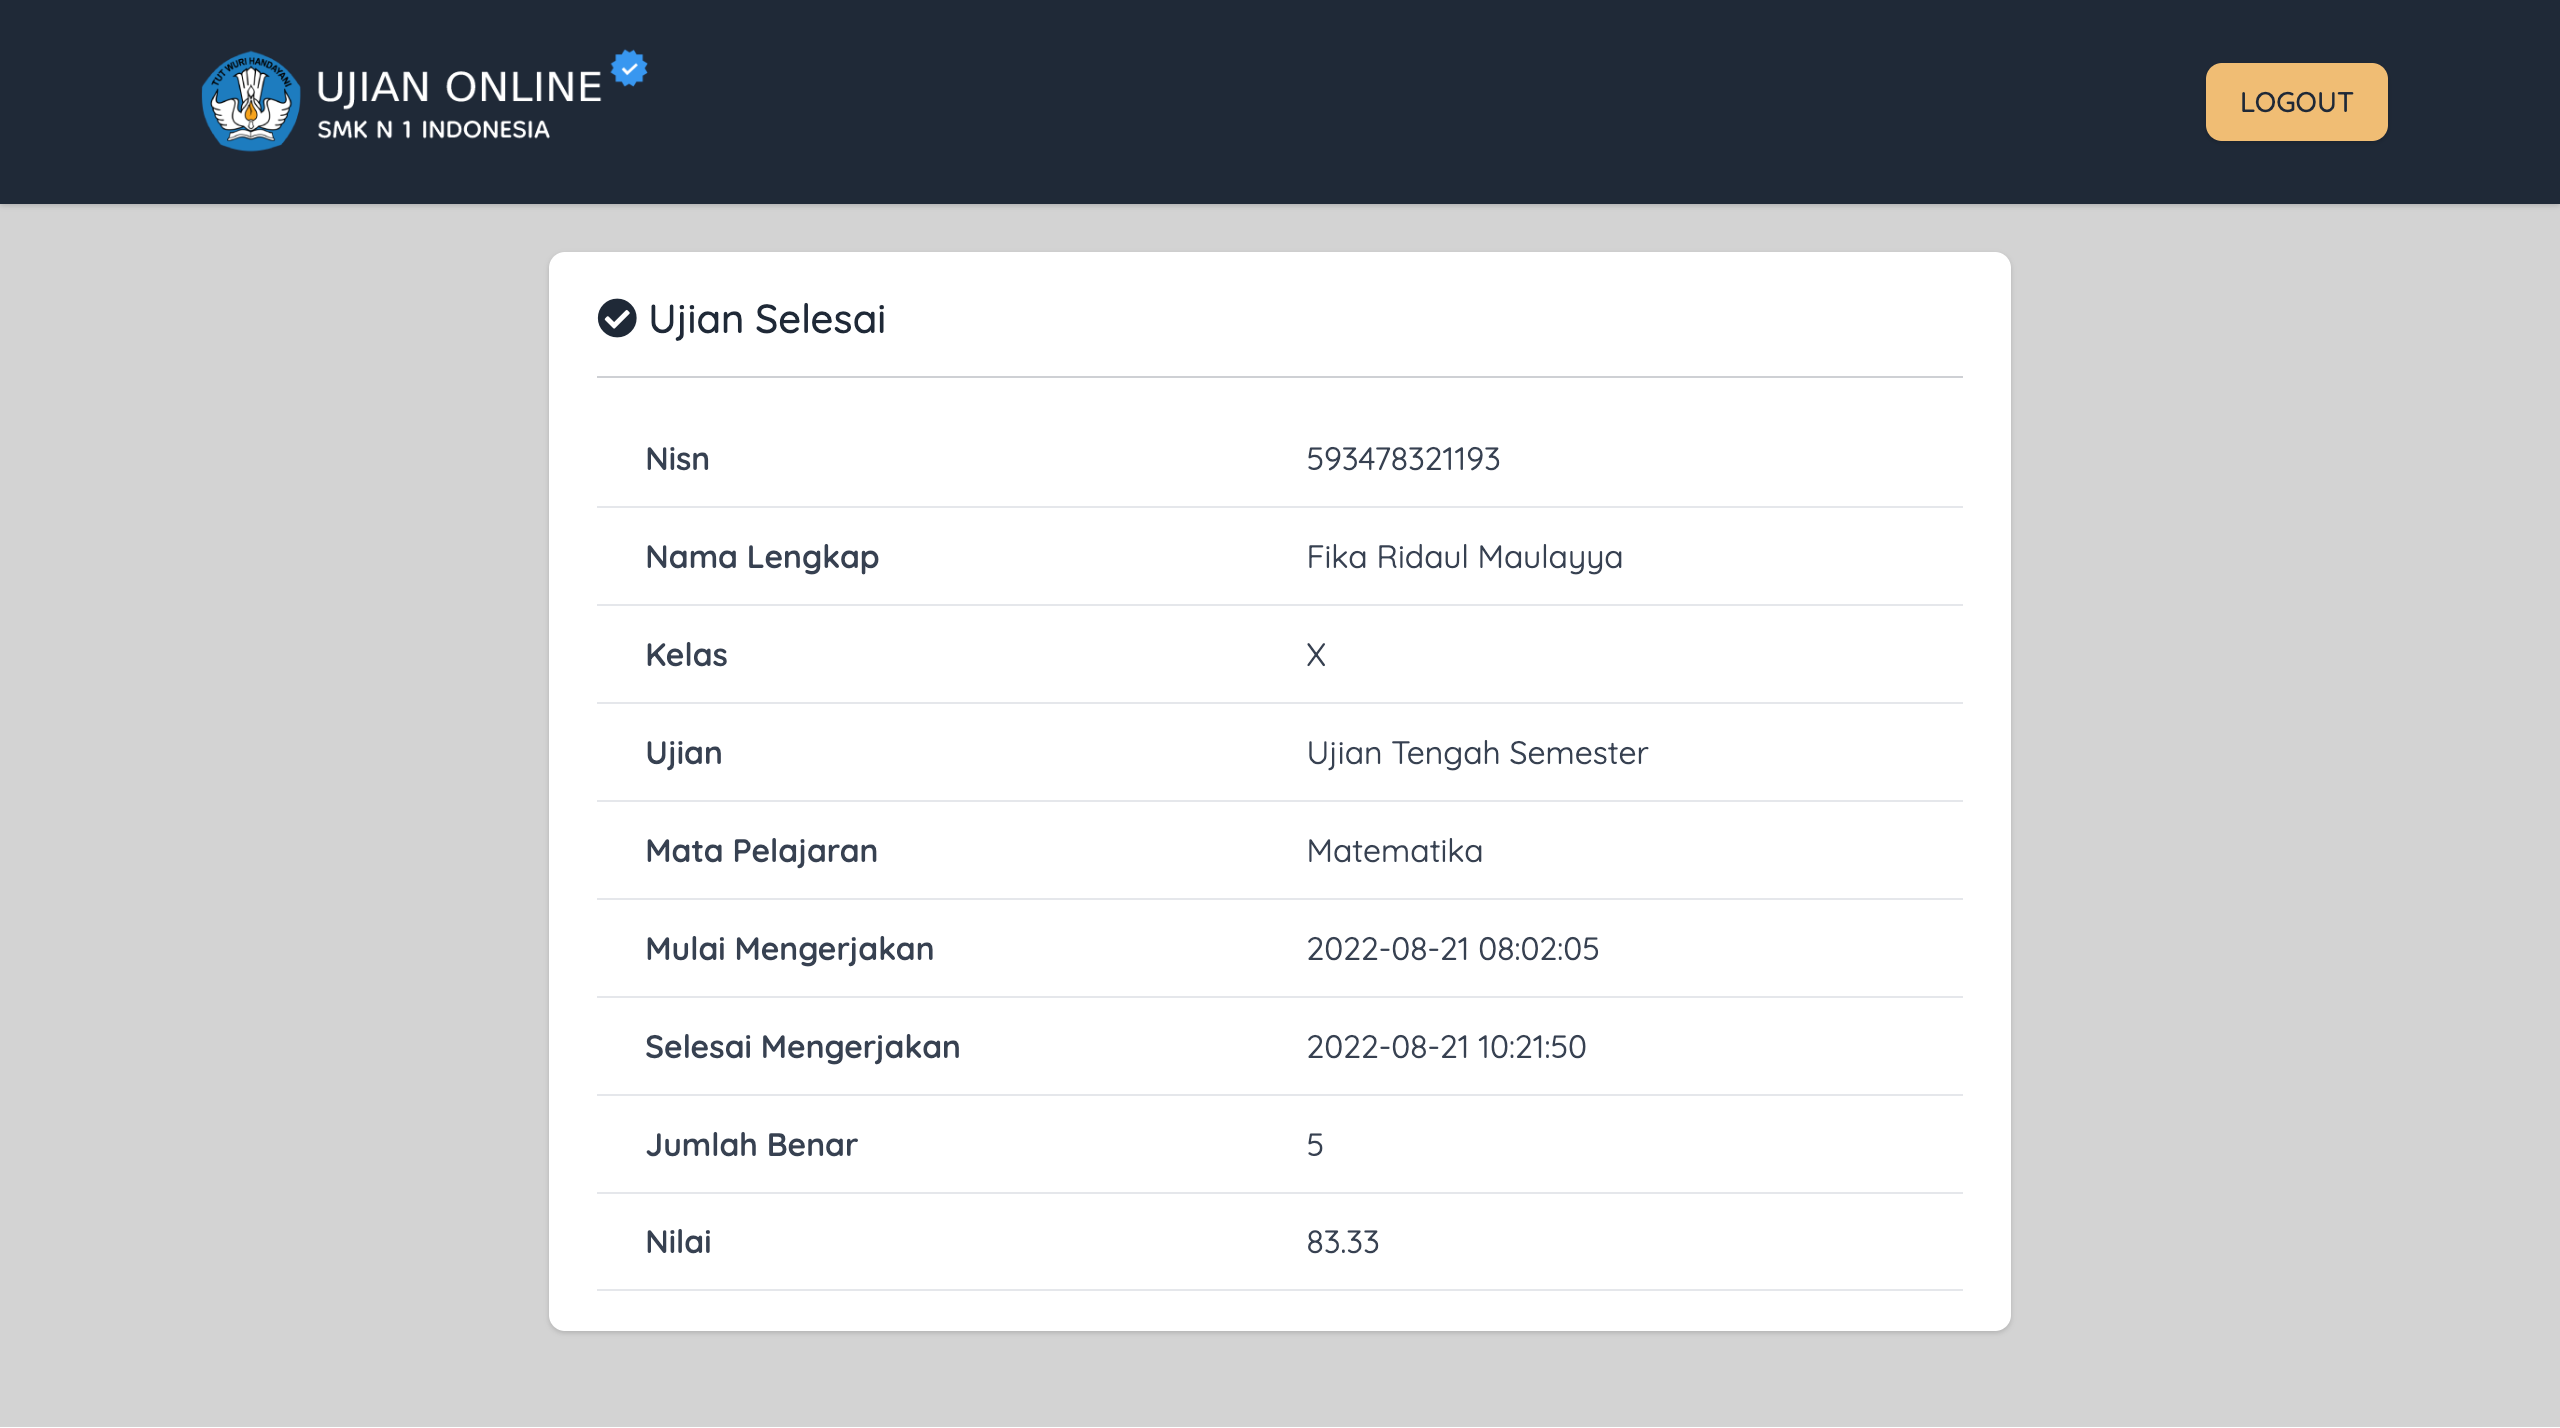 TUT WURI HANDAYANI
UJIAN ONLINE
SMK N 1 INDONESIA
LOGOUT
Ujian Selesai
Nisn 593478321193
Nama Lengkap Fika Ridaul Maulayya
Kelas X
Ujian Ujian Tengah Semester
Mata Pelajaran Matematika
Mulai Mengerjakan 2022-08-21 08:02:05
Selesai Mengerjakan 2022-08-21 10:21:50
Jumlah Benar 5
Nilai 83.33